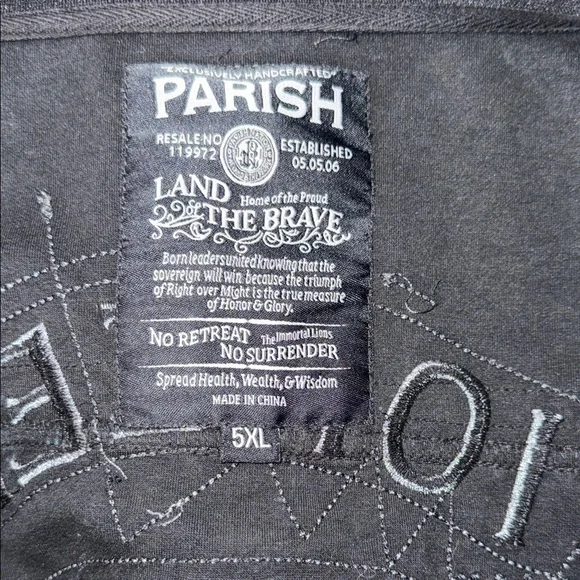 "EXCLUSIVELY HANDCRAFTED"
PARISH
RESALE·NO
119972
ESTABLISHED
05.05.06
LAND Home of the Proud
of THE BRAVE
Born leaders united knowing that the
sovereign will win because the triumph
of Right over Might is the true measure
of Honor & Glory.
NO RETREAT The Immortal Lions
NO SURRENDER
Spread Health, Wealth, & Wisdom
MADE IN CHINA
5XL